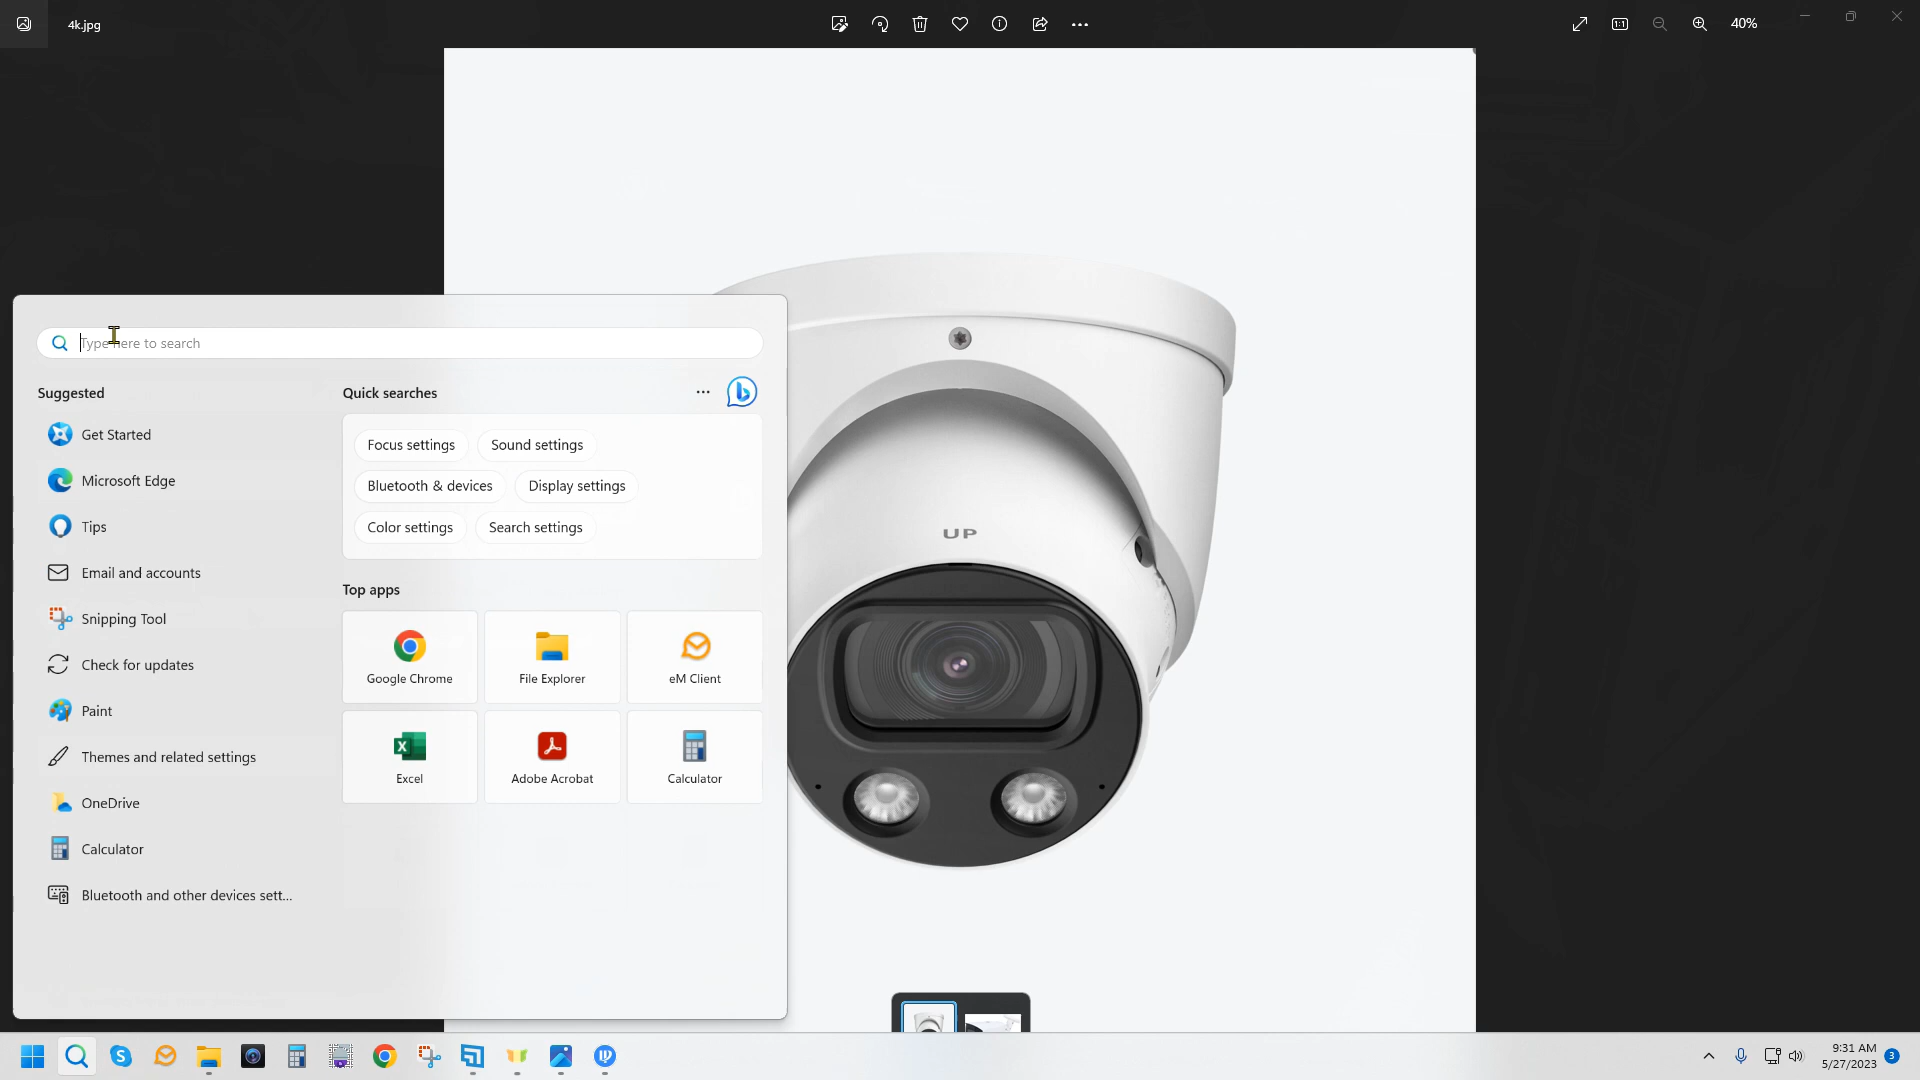 4k.jpg
40%
Type here to search
Suggested
Quick searches
Get Started
Microsoft Edge
Tips
Email and accounts
Snipping Tool
Check for updates
Paint
Themes and related settings
OneDrive
Calculator
Bluetooth and other devices sett...
Focus settings
Sound settings
Bluetooth & devices
Display settings
Color settings
Search settings
Top apps
Google Chrome
File Explorer
eM Client
Excel
Adobe Acrobat
Calculator
UP
9:31 AM
5/27/2023
3